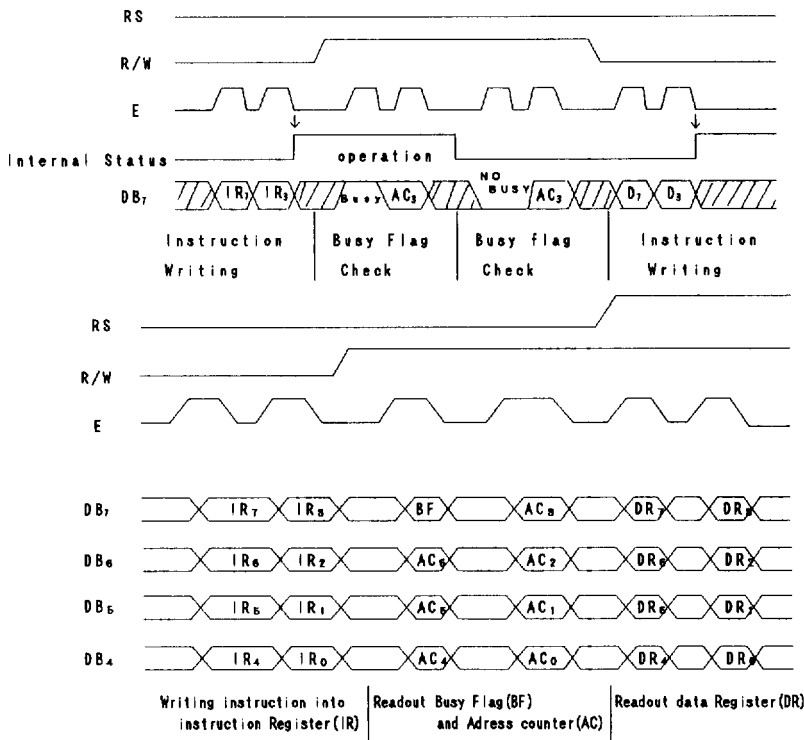 RS
R/W
E
Internal Status operation
DB₇ IR₇ IR₃ Busy AC₃ NO BUSY AC₃ D₇ D₃
Instruction Writing
Busy Flag Check
Busy flag Check
Instruction Writing
RS
R/W
E
DB₇ IR₇ IR₃ BF AC₃ DR₇ DR₃
DB₆ IR₆ IR₂ AC₆ AC₂ DR₆ DR₂
DB₅ IR₅ IR₁ AC₅ AC₁ DR₅ DR₁
DB₄ IR₄ IR₀ AC₄ AC₀ DR₄ DR₀
Writing instruction into
instruction Register(IR)
Readout Busy Flag(BF)
and Adress counter(AC)
Readout data Register(DR)